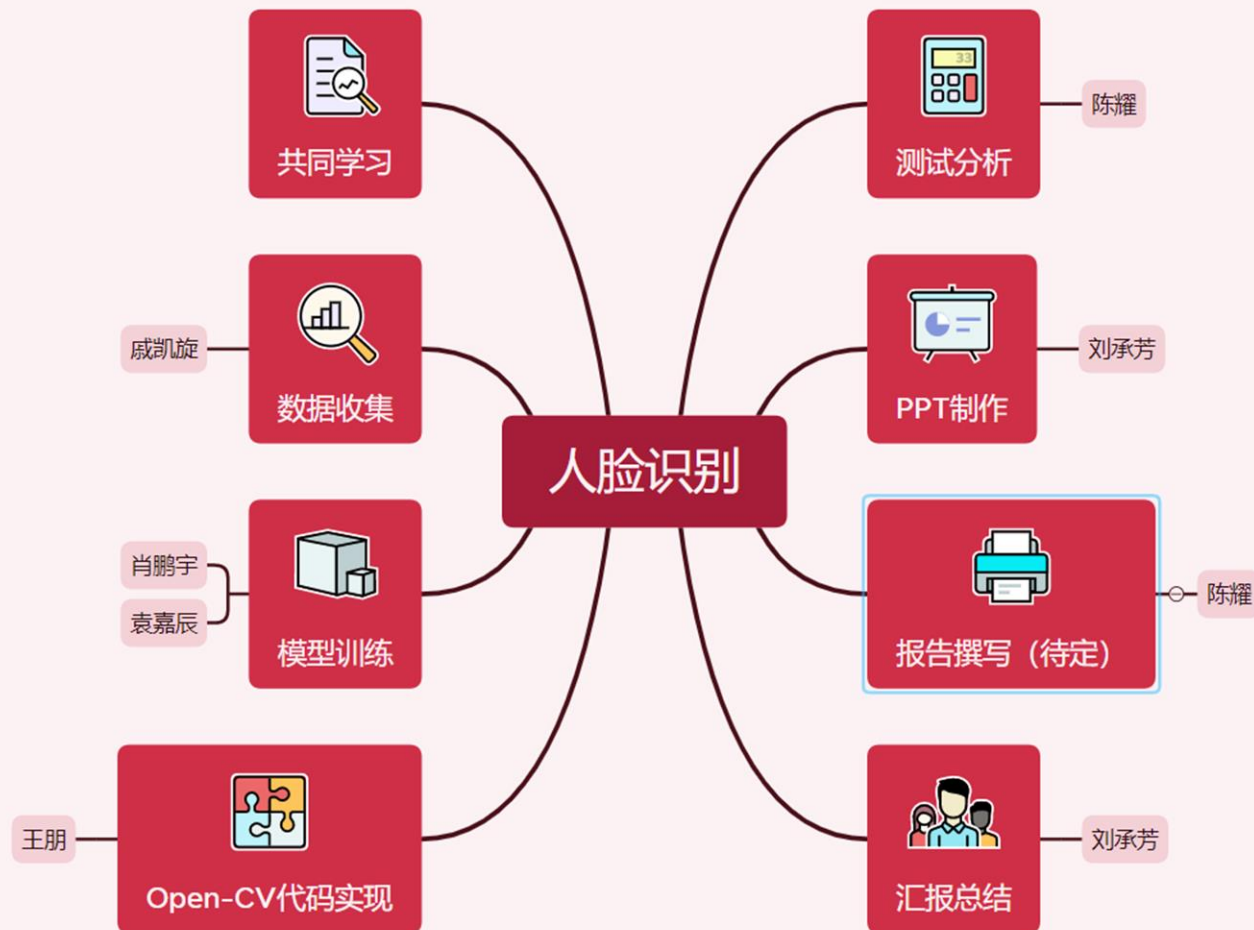 人脸识别
共同学习
数据收集
戚凯旋
模型训练
肖鹏宇
袁嘉辰
Open-CV代码实现
王朋
33
测试分析
陈耀
PPT制作
刘承芳
报告撰写（待定）
陈耀
汇报总结
刘承芳